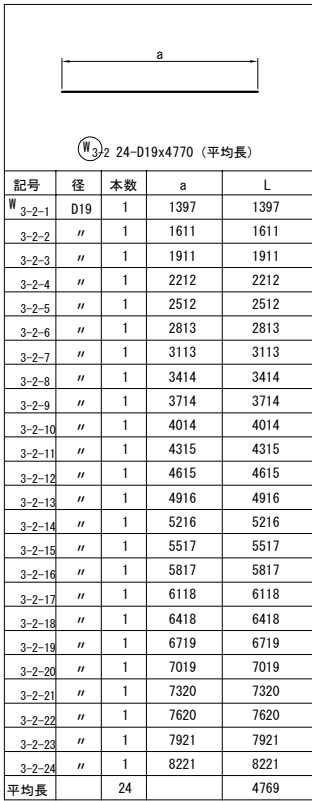 a
W3-2 24-D19x4770 (平均長)
記号 径 本数 a L
W 3-2-1 D19 1 1397 1397
3-2-2 〃 1 1611 1611
3-2-3 〃 1 1911 1911
3-2-4 〃 1 2212 2212
3-2-5 〃 1 2512 2512
3-2-6 〃 1 2813 2813
3-2-7 〃 1 3113 3113
3-2-8 〃 1 3414 3414
3-2-9 〃 1 3714 3714
3-2-10 〃 1 4014 4014
3-2-11 〃 1 4315 4315
3-2-12 〃 1 4615 4615
3-2-13 〃 1 4916 4916
3-2-14 〃 1 5216 5216
3-2-15 〃 1 5517 5517
3-2-16 〃 1 5817 5817
3-2-17 〃 1 6118 6118
3-2-18 〃 1 6418 6418
3-2-19 〃 1 6719 6719
3-2-20 〃 1 7019 7019
3-2-21 〃 1 7320 7320
3-2-22 〃 1 7620 7620
3-2-23 〃 1 7921 7921
3-2-24 〃 1 8221 8221
平均長 24 4769